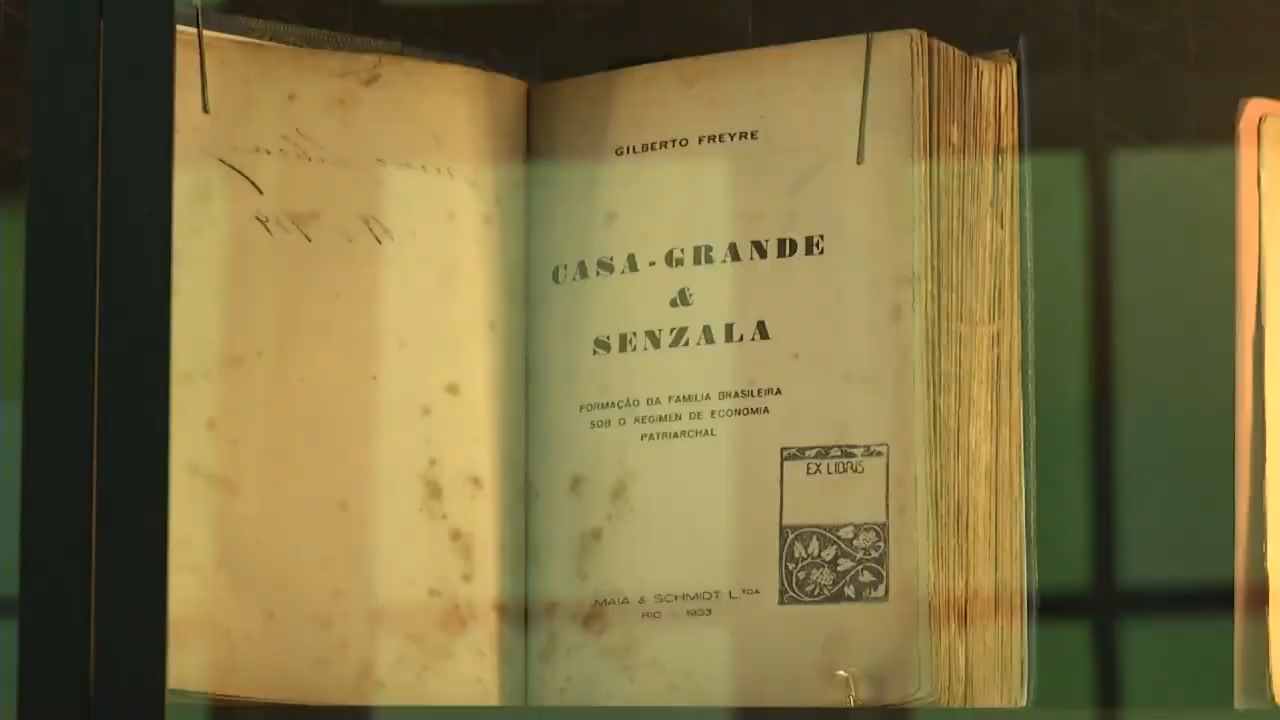 GILBERTO FREYRE
CASA-GRANDE
&
SENZALA
FORMAÇÃO DA FAMILIA BRASILEIRA
SOB O REGIMEN DE ECONOMIA
PATRIARCHAL
EX LIBRIS
MAIA & SCHMIDT L.TDA
RIO - 1933